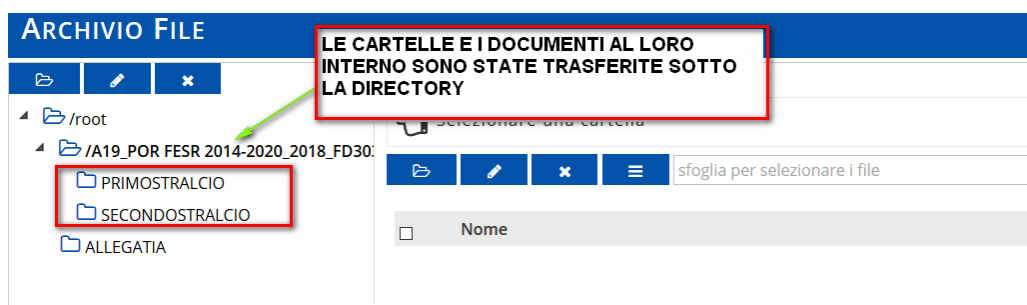 ARCHIVIO FILE
LE CARTELLE E I DOCUMENTI AL LORO
INTERNO SONO STATE TRASFERITE SOTTO
LA DIRECTORY
/root
Selezionare una cartella
/A19_POR FESR 2014-2020_2018_FD303
sfoglia per selezionare i file
PRIMOSTRALCIO
SECONDOSTRALCIO
Nome
ALLEGATIA